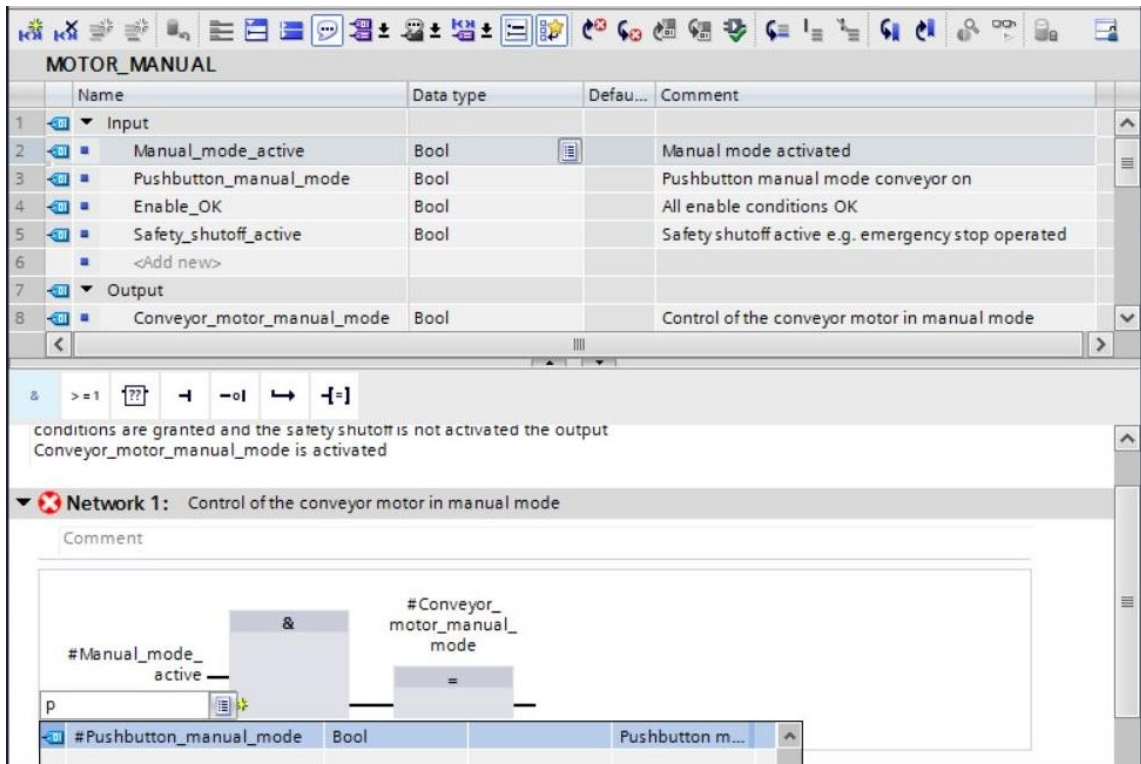 MOTOR_MANUAL
Name Data type Defau... Comment
1 Input
2 Manual_mode_active Bool Manual mode activated
3 Pushbutton_manual_mode Bool Pushbutton manual mode conveyor on
4 Enable_OK Bool All enable conditions OK
5 Safety_shutoff_active Bool Safety shutoff active e.g. emergency stop operated
6 <Add new>
7 Output
8 Conveyor_motor_manual_mode Bool Control of the conveyor motor in manual mode
& >=1 ?? [=]
conditions are granted and the safety shutoff is not activated the output
Conveyor_motor_manual_mode is activated
Network 1: Control of the conveyor motor in manual mode
Comment
#Conveyor_
motor_manual_
mode
&
#Manual_mode_
active
=
p
#Pushbutton_manual_mode Bool Pushbutton m...